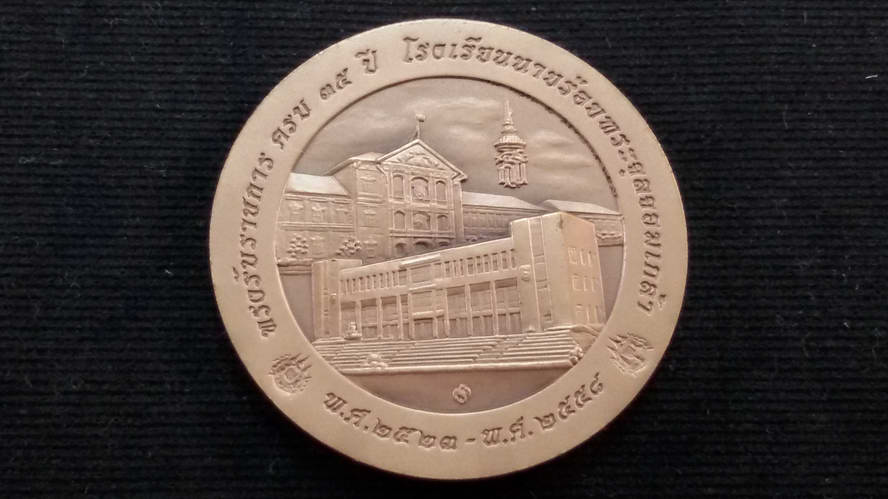 ทรงรับราชการ ครบ ๓๕ ปี โรงเรียนนายร้อยพระจุลจอมเกล้า
พ.ศ.๒๕๒๓ - พ.ศ.๒๕๕๘